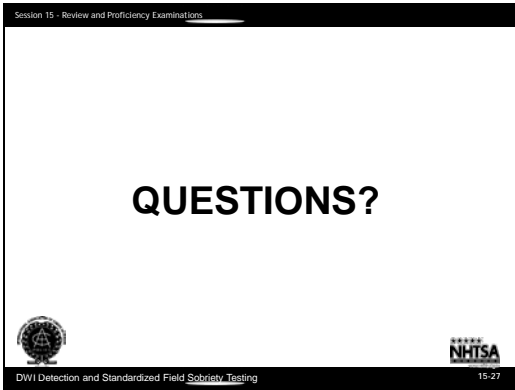 Session 15 - Review and Proficiency Examinations
QUESTIONS?
NHTSA
DWI Detection and Standardized Field Sobriety Testing
15-27